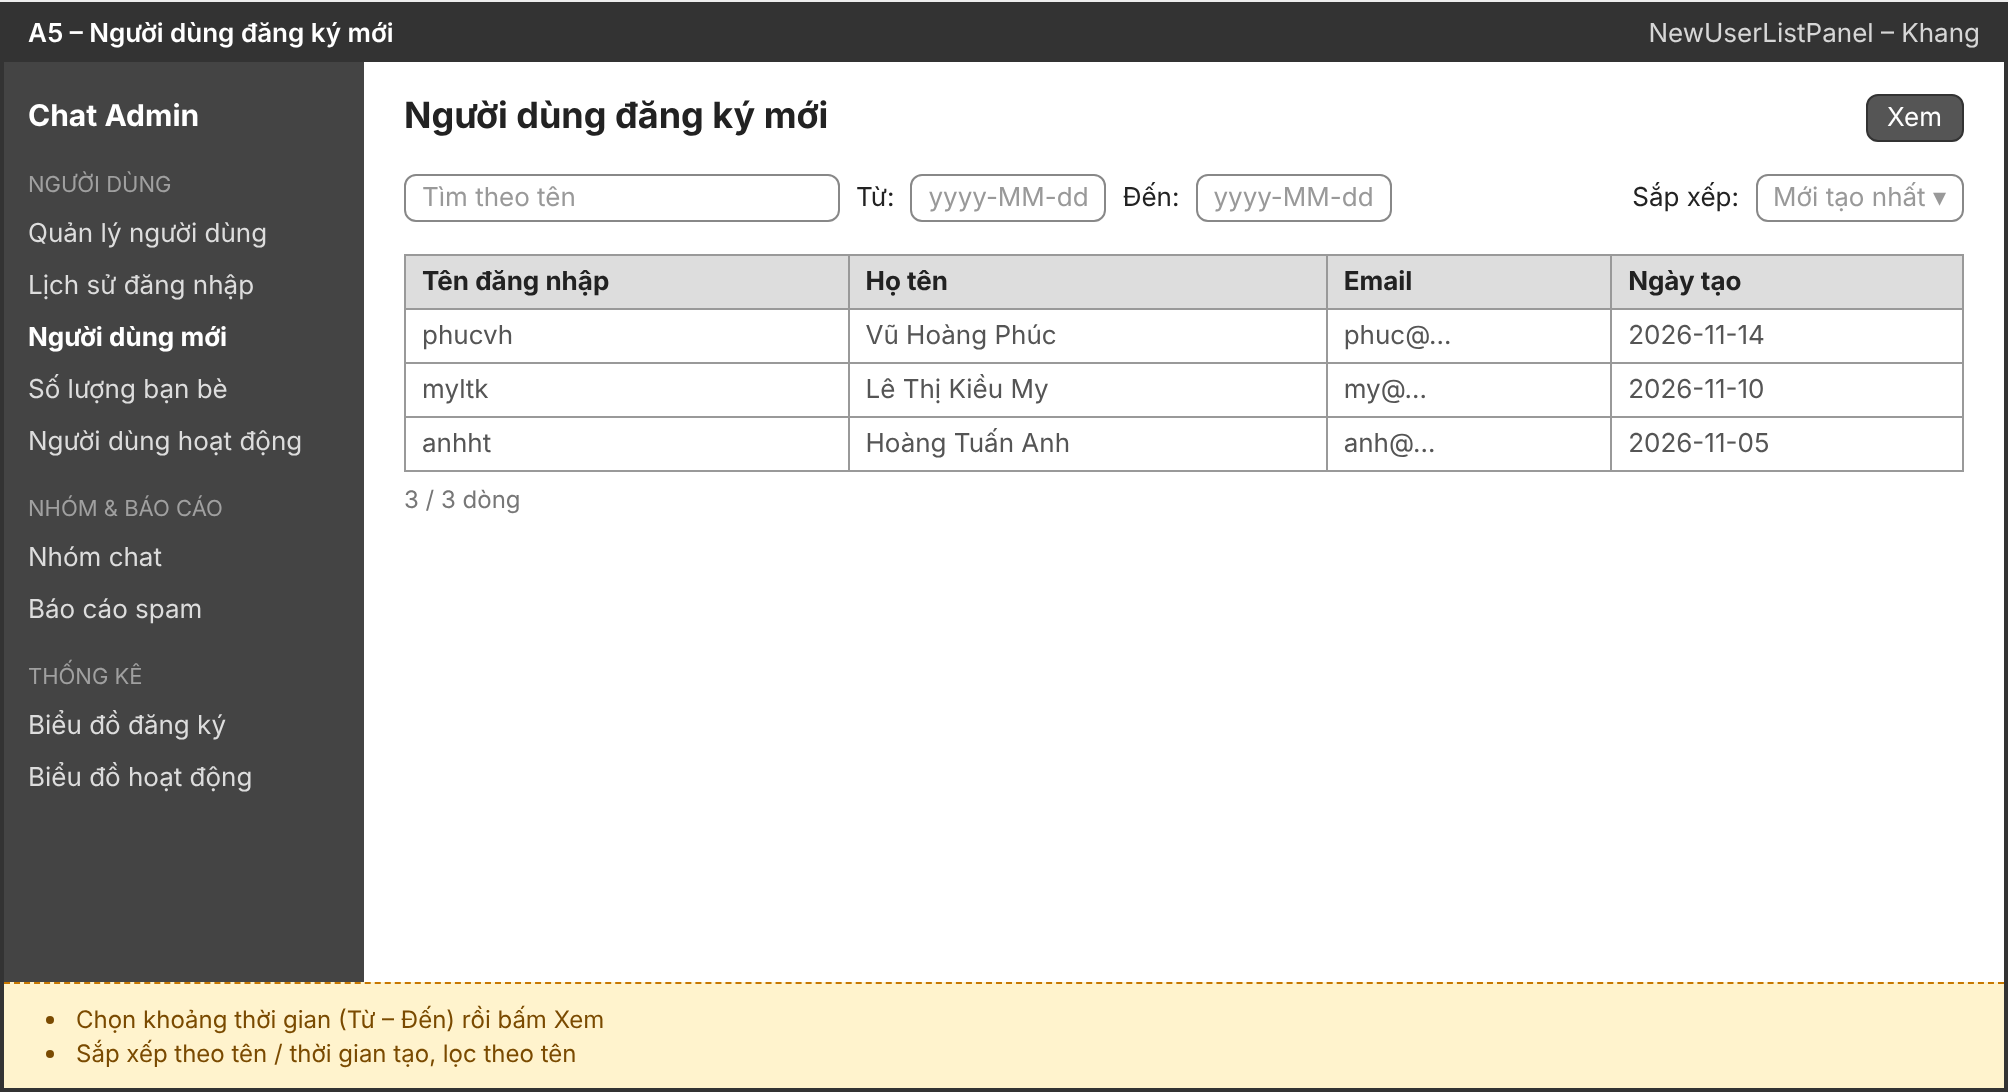 A5 – Người dùng đăng ký mới
NewUserListPanel – Khang
Chat Admin
NGƯỜI DÙNG
Quản lý người dùng
Lịch sử đăng nhập
Người dùng mới
Số lượng bạn bè
Người dùng hoạt động
NHÓM & BÁO CÁO
Nhóm chat
Báo cáo spam
THỐNG KÊ
Biểu đồ đăng ký
Biểu đồ hoạt động
Người dùng đăng ký mới
Xem
Tìm theo tên Từ: yyyy-MM-dd Đến: yyyy-MM-dd Sắp xếp: Mới tạo nhất ▾
Tên đăng nhập Họ tên Email Ngày tạo
phucvh Vũ Hoàng Phúc phuc@... 2026-11-14
myltk Lê Thị Kiều My my@... 2026-11-10
anhht Hoàng Tuấn Anh anh@... 2026-11-05
3 / 3 dòng
• Chọn khoảng thời gian (Từ – Đến) rồi bấm Xem
• Sắp xếp theo tên / thời gian tạo, lọc theo tên